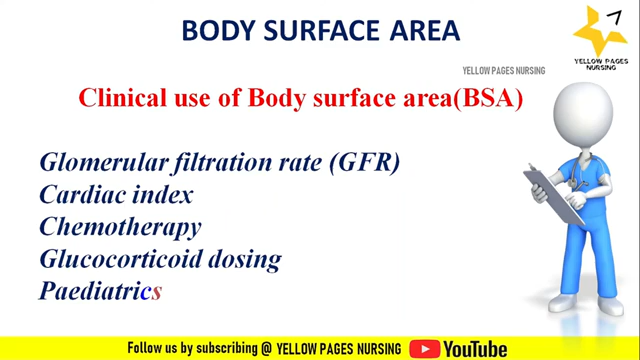 BODY SURFACE AREA
YELLOW PAGES
NURSING
YELLOW PAGES NURSING
Clinical use of Body surface area(BSA)
Glomerular filtration rate (GFR)
Cardiac index
Chemotherapy
Glucocorticoid dosing
Paediatrics
Follow us by subscribing @ YELLOW PAGES NURSING YouTube